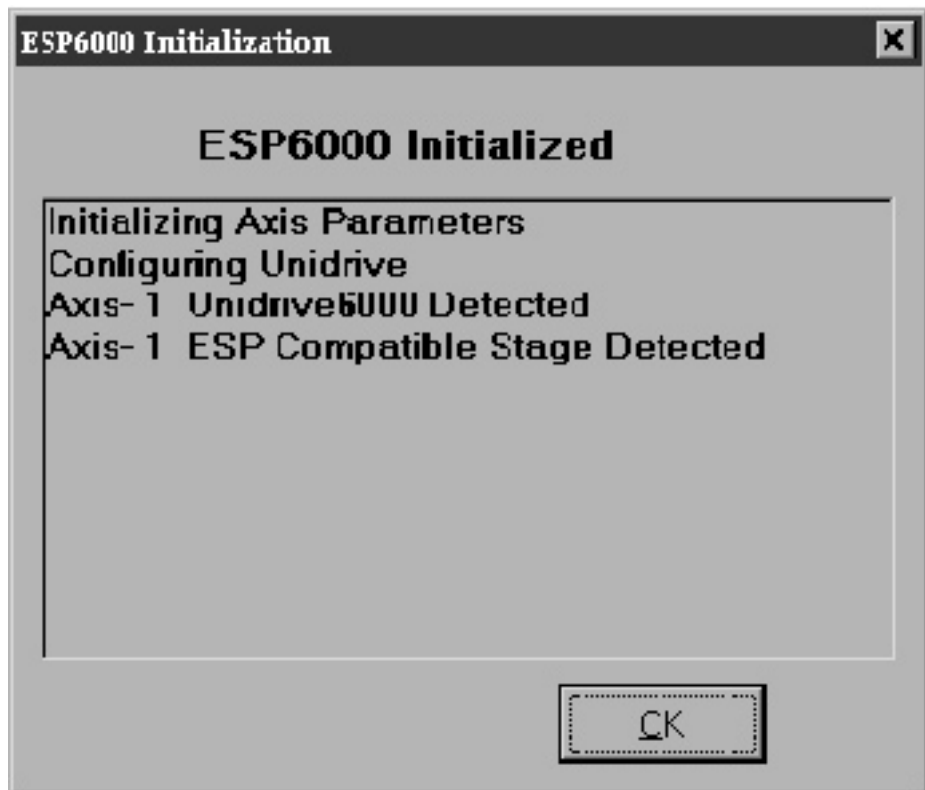 ESP6000 Initialization
ESP6000 Initialized
Initializing Axis Parameters
Configuring Unidrive
Axis- 1 Unidrive6000 Detected
Axis- 1 ESP Compatible Stage Detected
OK